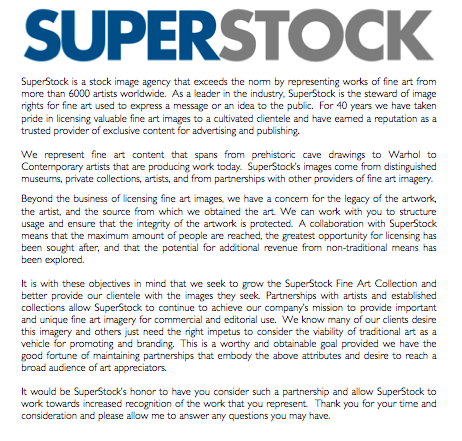 SUPERSTOCK
SuperStock is a stock image agency that exceeds the norm by representing works of fine art from
more than 6000 artists worldwide.  As a leader in the industry, SuperStock is the steward of image
rights for fine art used to express a message or an idea to the public.  For 40 years we have taken
pride in licensing valuable fine art images to a cultivated clientele and have earned a reputation as a
trusted provider of exclusive content for advertising and publishing.
We represent fine art content that spans from prehistoric cave drawings to Warhol to
Contemporary artists that are producing work today.  SuperStock's images come from distinguished
museums, private collections, artists, and from partnerships with other providers of fine art imagery.
Beyond the business of licensing fine art images, we have a concern for the legacy of the artwork,
the artist, and the source from which we obtained the art. We can work with you to structure
usage and ensure that the integrity of the artwork is protected.  A collaboration with SuperStock
means that the maximum amount of people are reached, the greatest opportunity for licensing has
been sought after, and that the potential for additional revenue from non-traditional means has
been explored.
It is with these objectives in mind that we seek to grow the SuperStock Fine Art Collection and
better provide our clientele with the images they seek.  Partnerships with artists and established
collections allow SuperStock to continue to achieve our company's mission to provide important
and unique fine art imagery for commercial and editorial use.  We know many of our clients desire
this imagery and others just need the right impetus to consider the viability of traditional art as a
vehicle for promoting and branding.  This is a worthy and obtainable goal provided we have the
good fortune of maintaining partnerships that embody the above attributes and desire to reach a
broad audience of art appreciators.
It would be SuperStock's honor to have you consider such a partnership and allow SuperStock to
work towards increased recognition of the work that you represent.  Thank you for your time and
consideration and please allow me to answer any questions you may have.